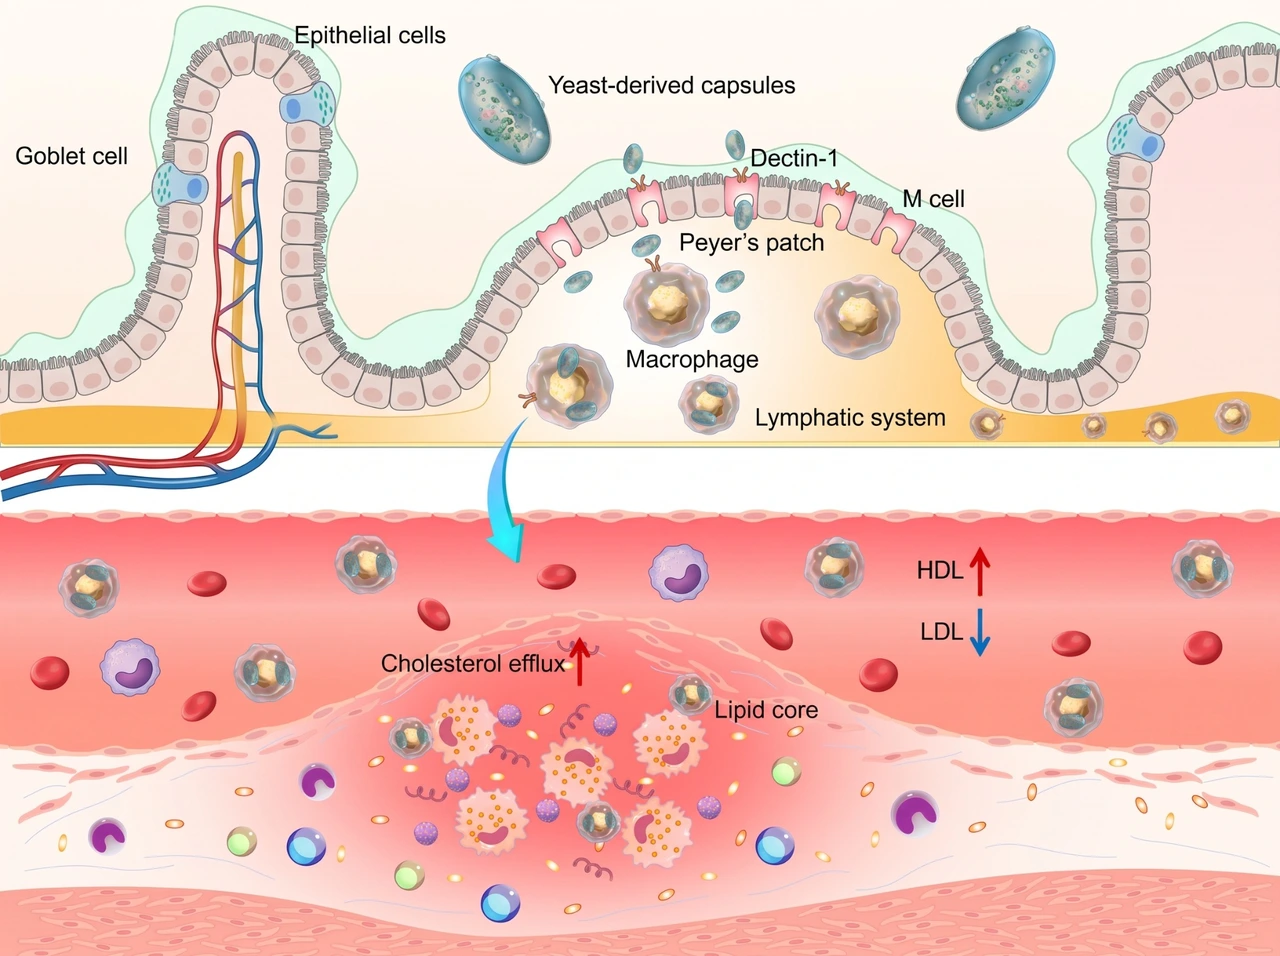 Epithelial cells
Yeast-derived capsules
Goblet cell
Dectin-1
M cell
Peyer’s patch
Macrophage
Lymphatic system
HDL
LDL
Cholesterol efflux
Lipid core